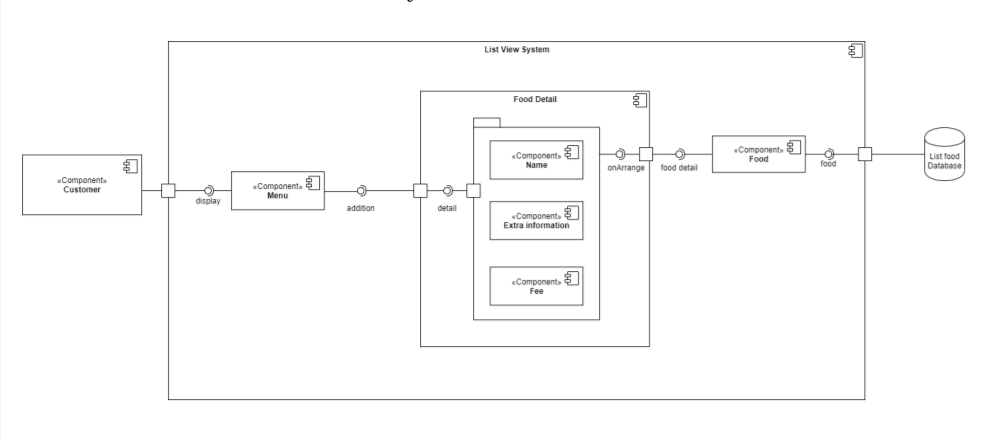 List View System
Food Detail
«Component»
Customer
display
«Component»
Menu
addition
detail
«Component»
Name
«Component»
Extra information
«Component»
Fee
onArrange
food detail
«Component»
Food
food
List food
Database